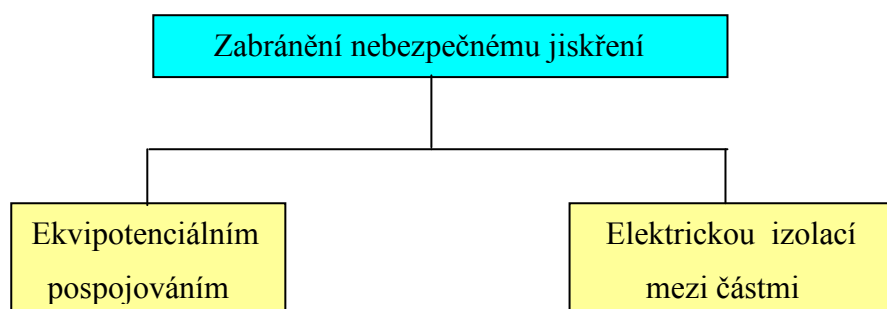 Zabránění nebezpečnému jiskření
Ekvipotenciálním
pospojováním
Elektrickou izolací
mezi částmi